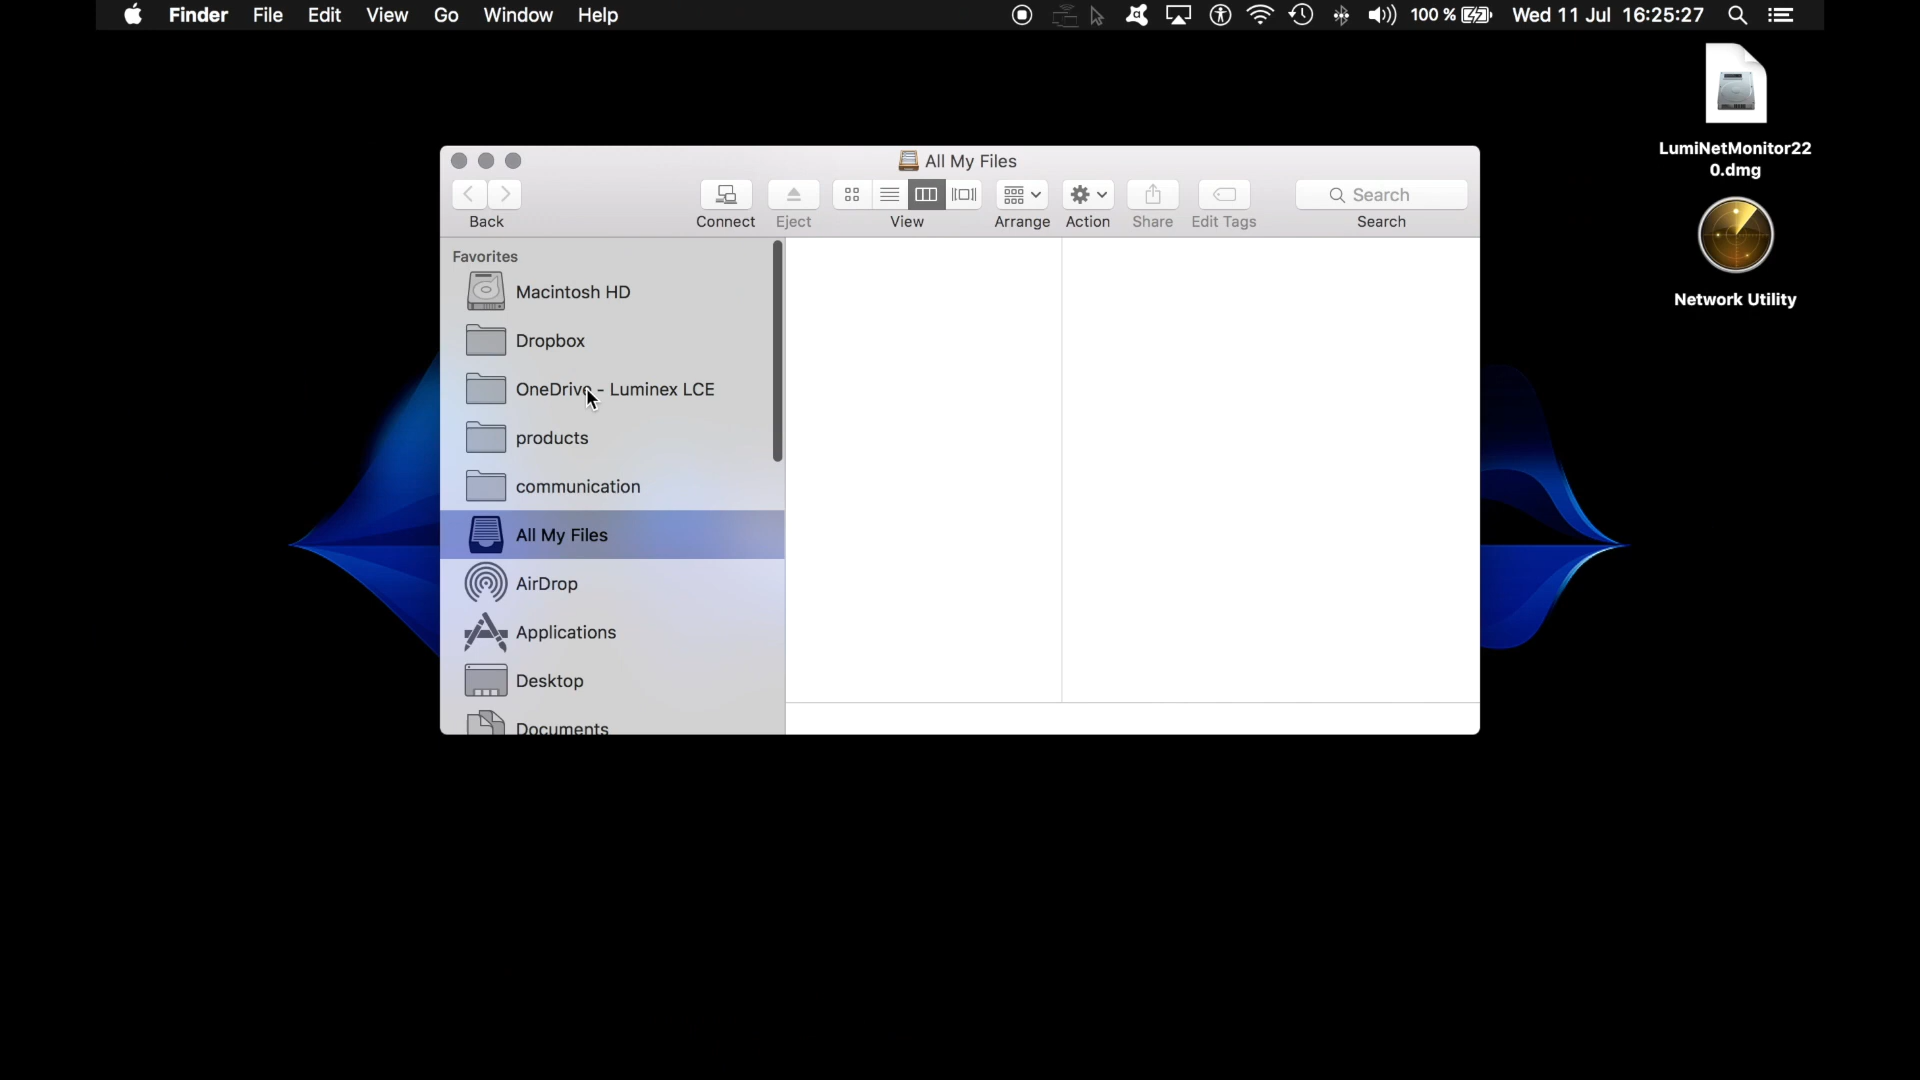 Finder File Edit View Go Window Help 100 % Wed 11 Jul 16:25:27
LumiNetMonitor22
0.dmg
Network Utility
All My Files
Search
Back Connect Eject View Arrange Action Share Edit Tags Search
Favorites
Macintosh HD
Dropbox
OneDrive - Luminex LCE
products
communication
All My Files
AirDrop
Applications
Desktop
Documents